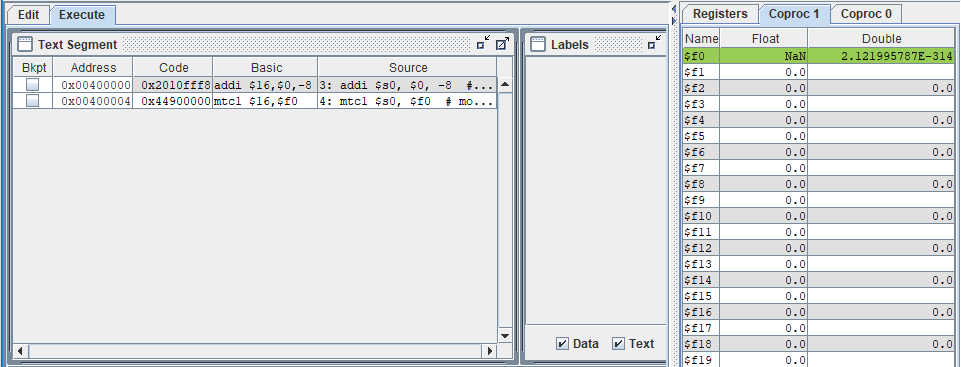 Edit Execute
Text Segment
Bkpt Address Code Basic Source
0x00400000 0x2010fff8 addi $16,$0,-8 3: addi $s0, $0, -8 #...
0x00400004 0x44900000 mtc1 $16,$f0 4: mtc1 $s0, $f0 # mo...
Labels
Data Text
Registers Coproc 1 Coproc 0
Name Float Double
$f0 NaN 2.121995787E-314
$f1 0.0
$f2 0.0 0.0
$f3 0.0
$f4 0.0 0.0
$f5 0.0
$f6 0.0 0.0
$f7 0.0
$f8 0.0 0.0
$f9 0.0
$f10 0.0 0.0
$f11 0.0
$f12 0.0 0.0
$f13 0.0
$f14 0.0 0.0
$f15 0.0
$f16 0.0 0.0
$f17 0.0
$f18 0.0 0.0
$f19 0.0